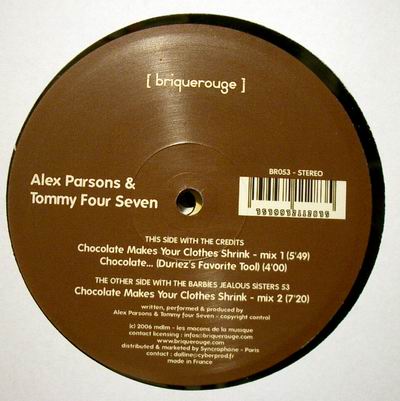 [ briquerouge ]
Alex Parsons &
Tommy Four Seven
BR053 - STEREO
THIS SIDE WITH THE CREDITS
Chocolate Makes Your Clothes Shrink - mix 1 (5'49)
Chocolate... (Duriez's Favorite Tool) (4'00)
THE OTHER SIDE WITH THE BARBIES JEALOUS SISTERS 53
Chocolate Makes Your Clothes Shrink - mix 2 (7'20)
written, performed & produced by
Alex Parsons & Tommy Four Seven - copyright control
(c) 2006 mdlm - les macons de la musique
contact licensing : infos@briquerouge.com
www.briquerouge.com
distributed & marketed by Syncrophone - Paris
contact : dafline@cyberprod.fr
made in France